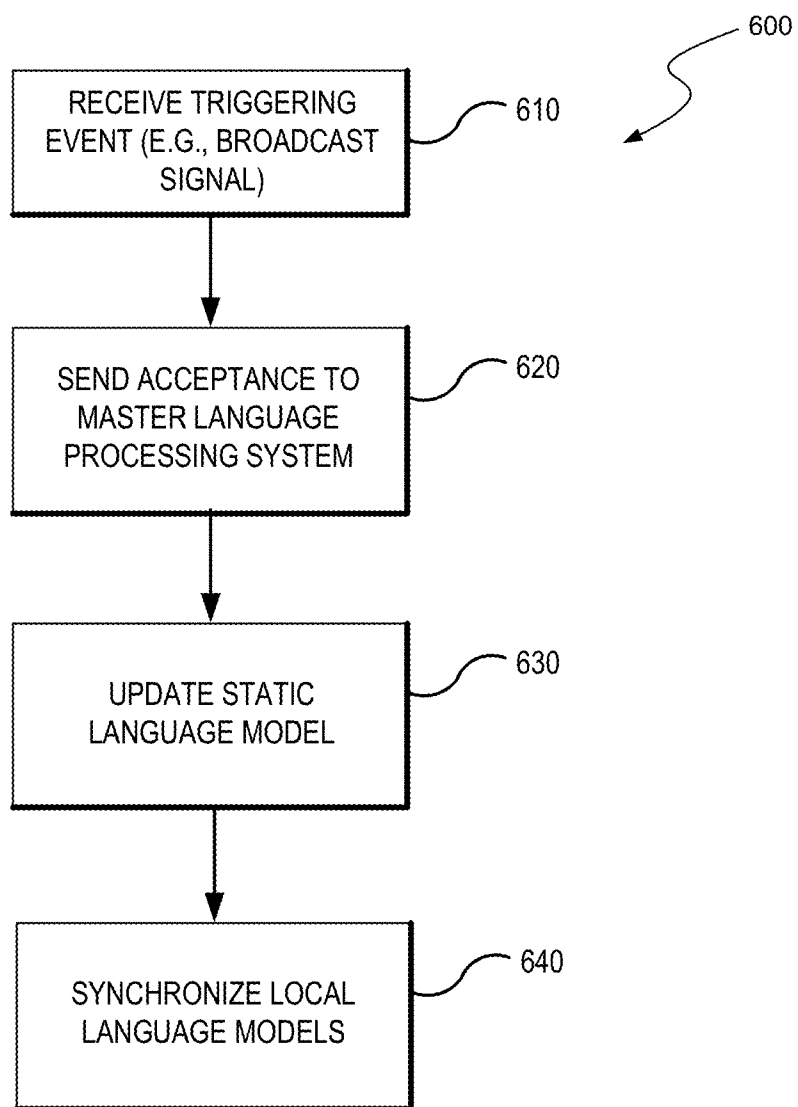 600
RECEIVE TRIGGERING
EVENT (E.G., BROADCAST
SIGNAL)
610
SEND ACCEPTANCE TO
MASTER LANGUAGE
PROCESSING SYSTEM
620
UPDATE STATIC
LANGUAGE MODEL
630
SYNCHRONIZE LOCAL
LANGUAGE MODELS
640